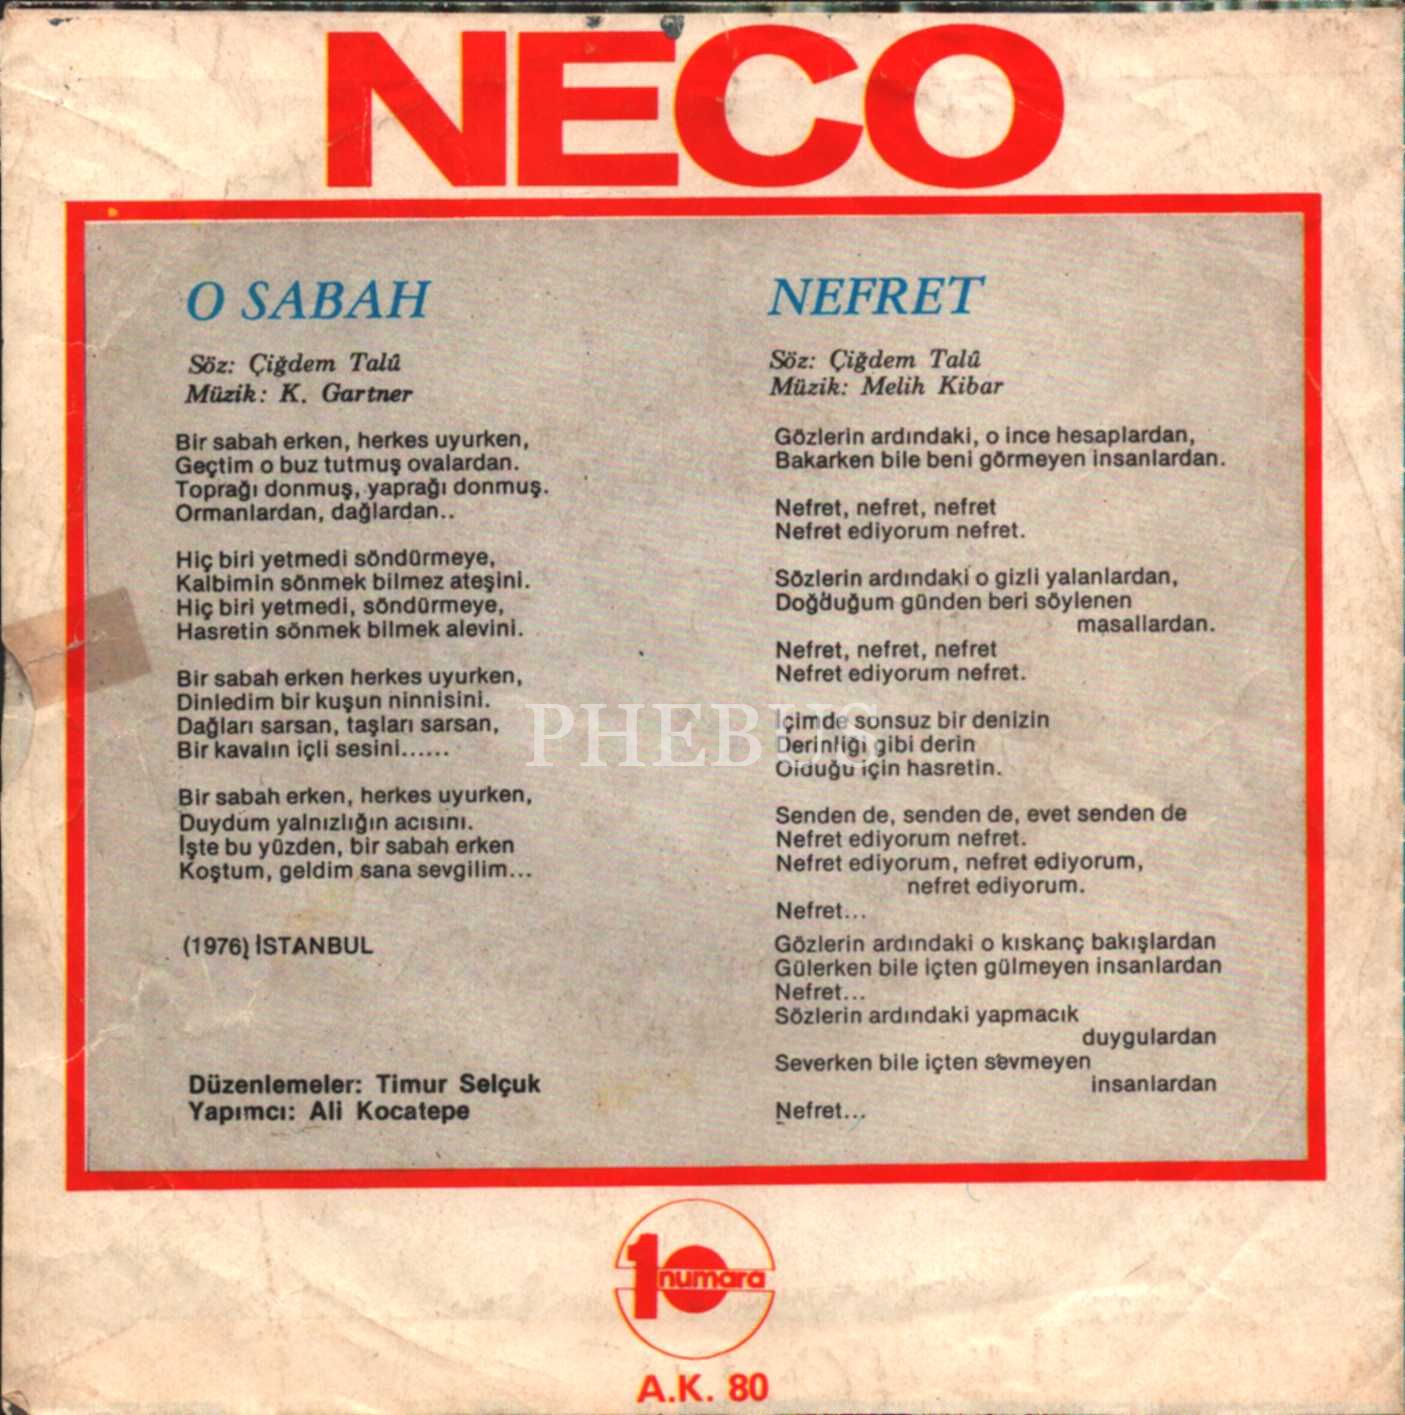 NECO
O SABAH
Söz: Çiğdem Talû
Müzik: K. Gartner
Bir sabah erken, herkes uyurken,
Geçtim o buz tutmuş ovalardan.
Toprağı donmuş, yaprağı donmuş.
Ormanlardan, dağlardan..
Hiç biri yetmedi söndürmeye,
Kalbimin sönmek bilmez ateşini.
Hiç biri yetmedi, söndürmeye,
Hasretin sönmek bilmek alevini.
Bir sabah erken herkes uyurken,
Dinledim bir kuşun ninnisini.
Dağları sarsan, taşları sarsan,
Bir kavalın içli sesini......
Bir sabah erken, herkes uyurken,
Duydum yalnızlığın acısını.
İşte bu yüzden, bir sabah erken
Koştum, geldim sana sevgilim...
(1976) İSTANBUL
Düzenlemeler: Timur Selçuk
Yapımcı: Ali Kocatepe
NEFRET
Söz: Çiğdem Talû
Müzik: Melih Kibar
Gözlerin ardındaki, o ince hesaplardan,
Bakarken bile beni görmeyen insanlardan.
Nefret, nefret, nefret
Nefret ediyorum nefret.
Sözlerin ardındaki o gizli yalanlardan,
Doğduğum günden beri söylenen
masallardan.
Nefret, nefret, nefret
Nefret ediyorum nefret.
İçimde sonsuz bir denizin
Derinliği gibi derin
Olduğu için hasretin.
Senden de, senden de, evet senden de
Nefret ediyorum nefret.
Nefret ediyorum, nefret ediyorum,
nefret ediyorum.
Nefret...
Gözlerin ardındaki o kıskanç bakışlardan
Gülerken bile içten gülmeyen insanlardan
Nefret...
Sözlerin ardındaki yapmacık
duygulardan
Severken bile içten sevmeyen
insanlardan
Nefret...
PHEBUS
10 numara
A.K. 80